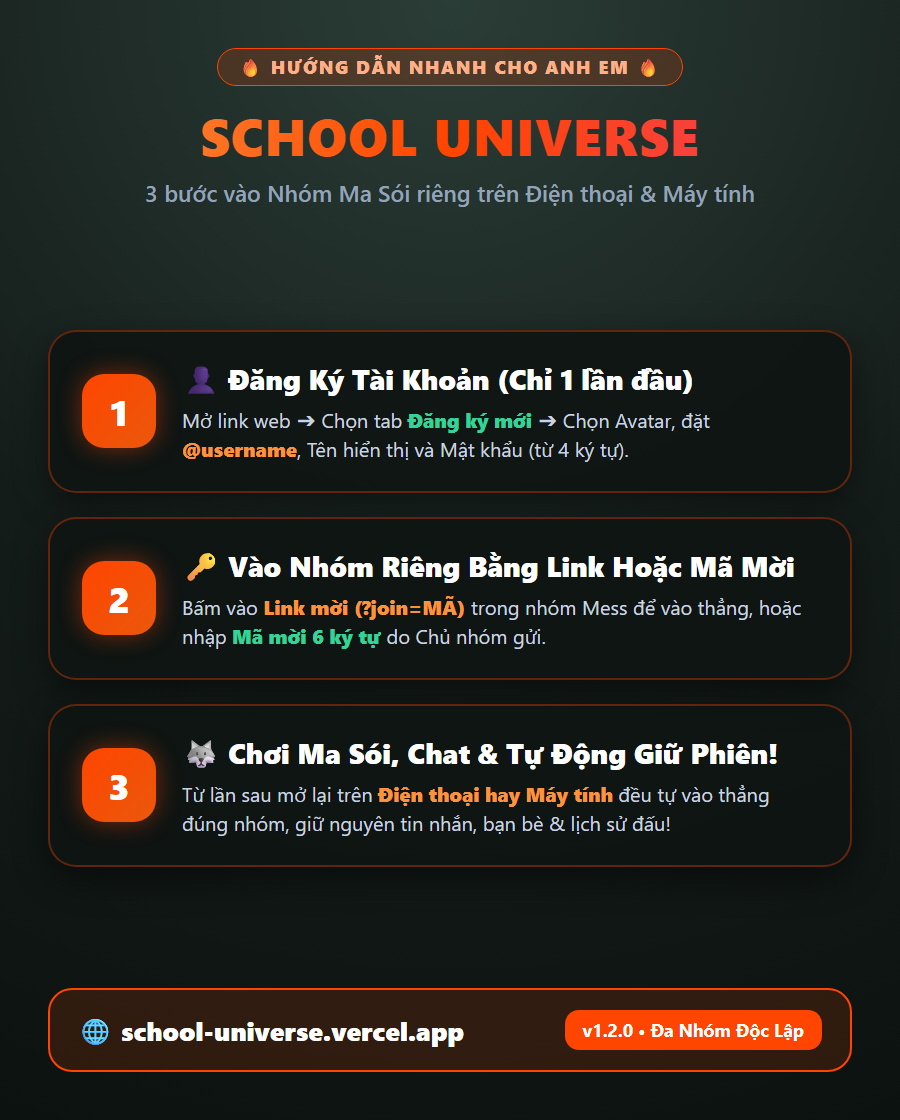 🔥 HƯỚNG DẪN NHANH CHO ANH EM 🔥
SCHOOL UNIVERSE
3 bước vào Nhóm Ma Sói riêng trên Điện thoại & Máy tính
1
👤 Đăng Ký Tài Khoản (Chỉ 1 lần đầu)
Mở link web ➔ Chọn tab Đăng ký mới ➔ Chọn Avatar, đặt
@username, Tên hiển thị và Mật khẩu (từ 4 ký tự).
2
🔑 Vào Nhóm Riêng Bằng Link Hoặc Mã Mời
Bấm vào Link mời (?join=MÃ) trong nhóm Mess để vào thẳng, hoặc
nhập Mã mời 6 ký tự do Chủ nhóm gửi.
3
🐺 Chơi Ma Sói, Chat & Tự Động Giữ Phiên!
Từ lần sau mở lại trên Điện thoại hay Máy tính đều tự vào thẳng
đúng nhóm, giữ nguyên tin nhắn, bạn bè & lịch sử đấu!
🌐 school-universe.vercel.app
v1.2.0 • Đa Nhóm Độc Lập